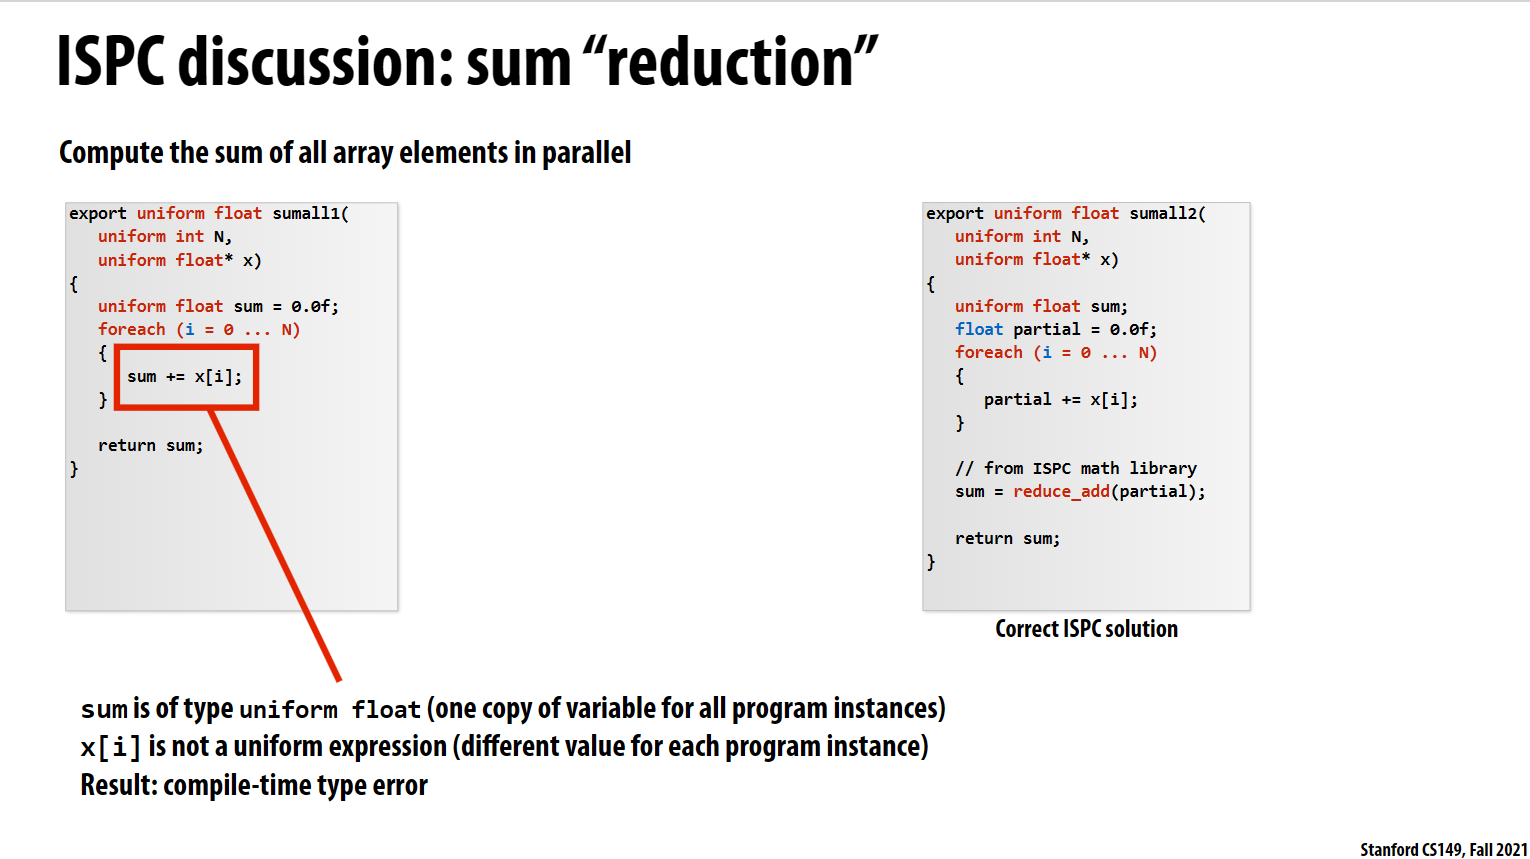 ISPC discussion: sum “reduction”
Compute the sum of all array elements in parallel
export uniform float sumall1(
uniform int N,
uniform float* x)
{
uniform float sum = 0.0f;
foreach (i = 0 ... N)
{
sum += x[i];
}
return sum;
}
export uniform float sumall2(
uniform int N,
uniform float* x)
{
uniform float sum;
float partial = 0.0f;
foreach (i = 0 ... N)
{
partial += x[i];
}
// from ISPC math library
sum = reduce_add(partial);
return sum;
}
Correct ISPC solution
sum is of type uniform float (one copy of variable for all program instances)
x[i] is not a uniform expression (different value for each program instance)
Result: compile-time type error
Stanford CS149, Fall 2021